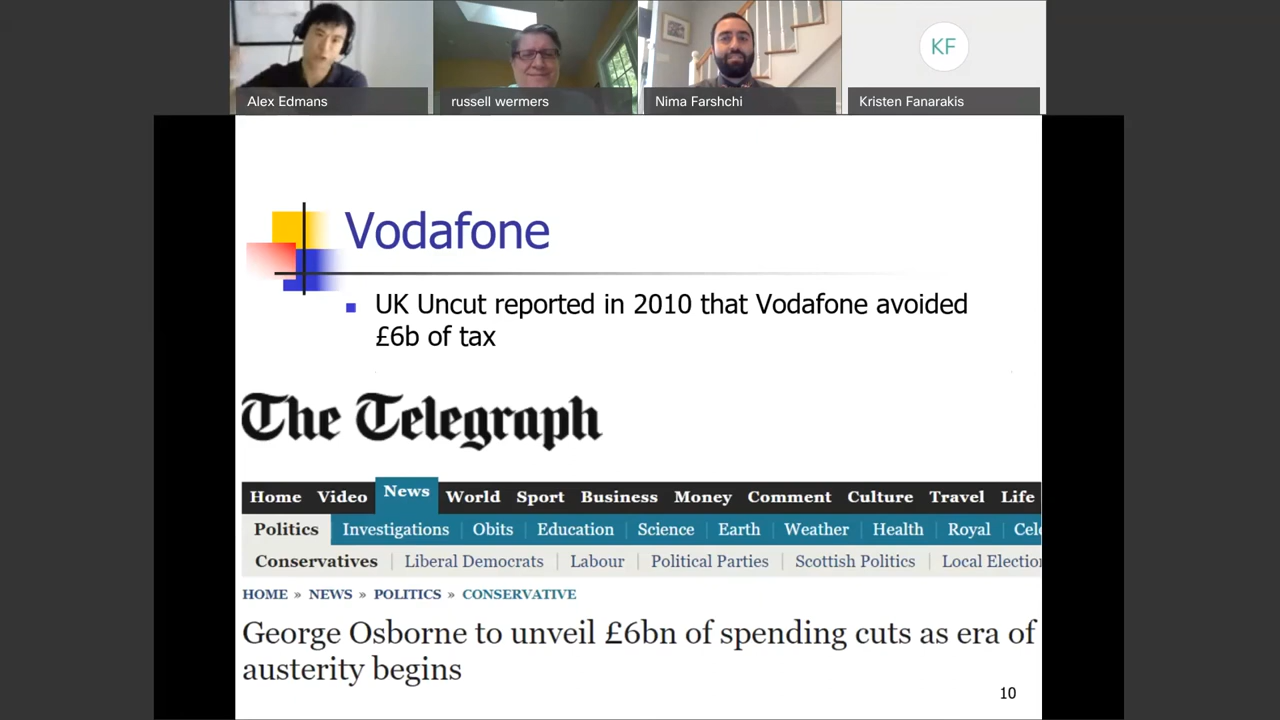 Alex Edmans
russell wermers
Nima Farshchi
KF
Kristen Fanarakis
Vodafone
UK Uncut reported in 2010 that Vodafone avoided
£6b of tax
The Telegraph
Home Video News World Sport Business Money Comment Culture Travel Life
Politics Investigations Obits Education Science Earth Weather Health Royal Cel
Conservatives Liberal Democrats Labour Political Parties Scottish Politics Local Election
HOME » NEWS » POLITICS » CONSERVATIVE
George Osborne to unveil £6bn of spending cuts as era of
austerity begins
10